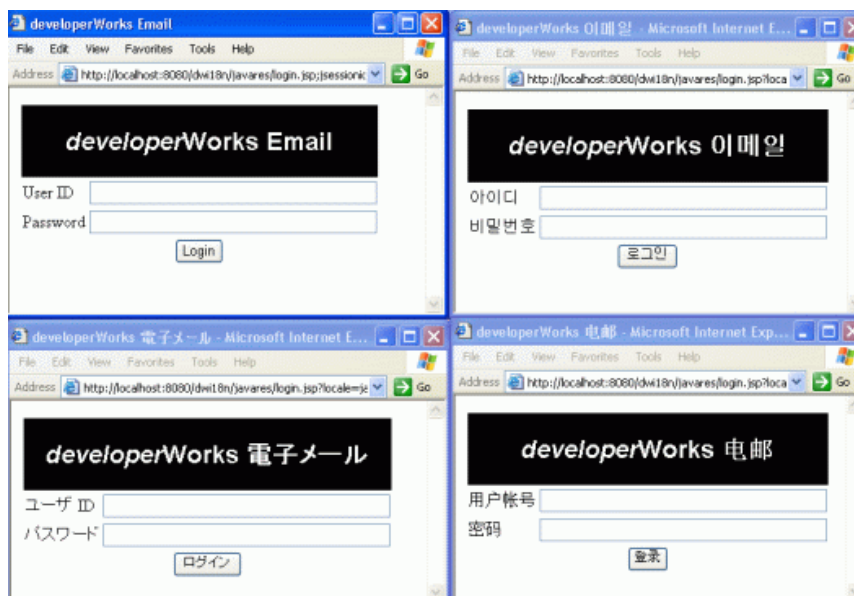 developerWorks Email
File Edit View Favorites Tools Help
Address http://localhost:8080/dwi18n/javares/login.jsp;jsessionic Go
developerWorks Email
User ID
Password
Login
developerWorks 이메일 - Microsoft Internet E...
File Edit View Favorites Tools Help
Address http://localhost:8080/dwi18n/javares/login.jsp?loca Go
developerWorks 이메일
아이디
비밀번호
로그인
developerWorks 電子メール - Microsoft Internet E...
File Edit View Favorites Tools Help
Address http://localhost:8080/dwi18n/javares/login.jsp?locale=ja Go
developerWorks 電子メール
ユーザ ID
パスワード
ログイン
developerWorks 电邮 - Microsoft Internet Exp...
File Edit View Favorites Tools Help
Address http://localhost:8080/dwi18n/javares/login.jsp?loca Go
developerWorks 电邮
用户帐号
密码
登录